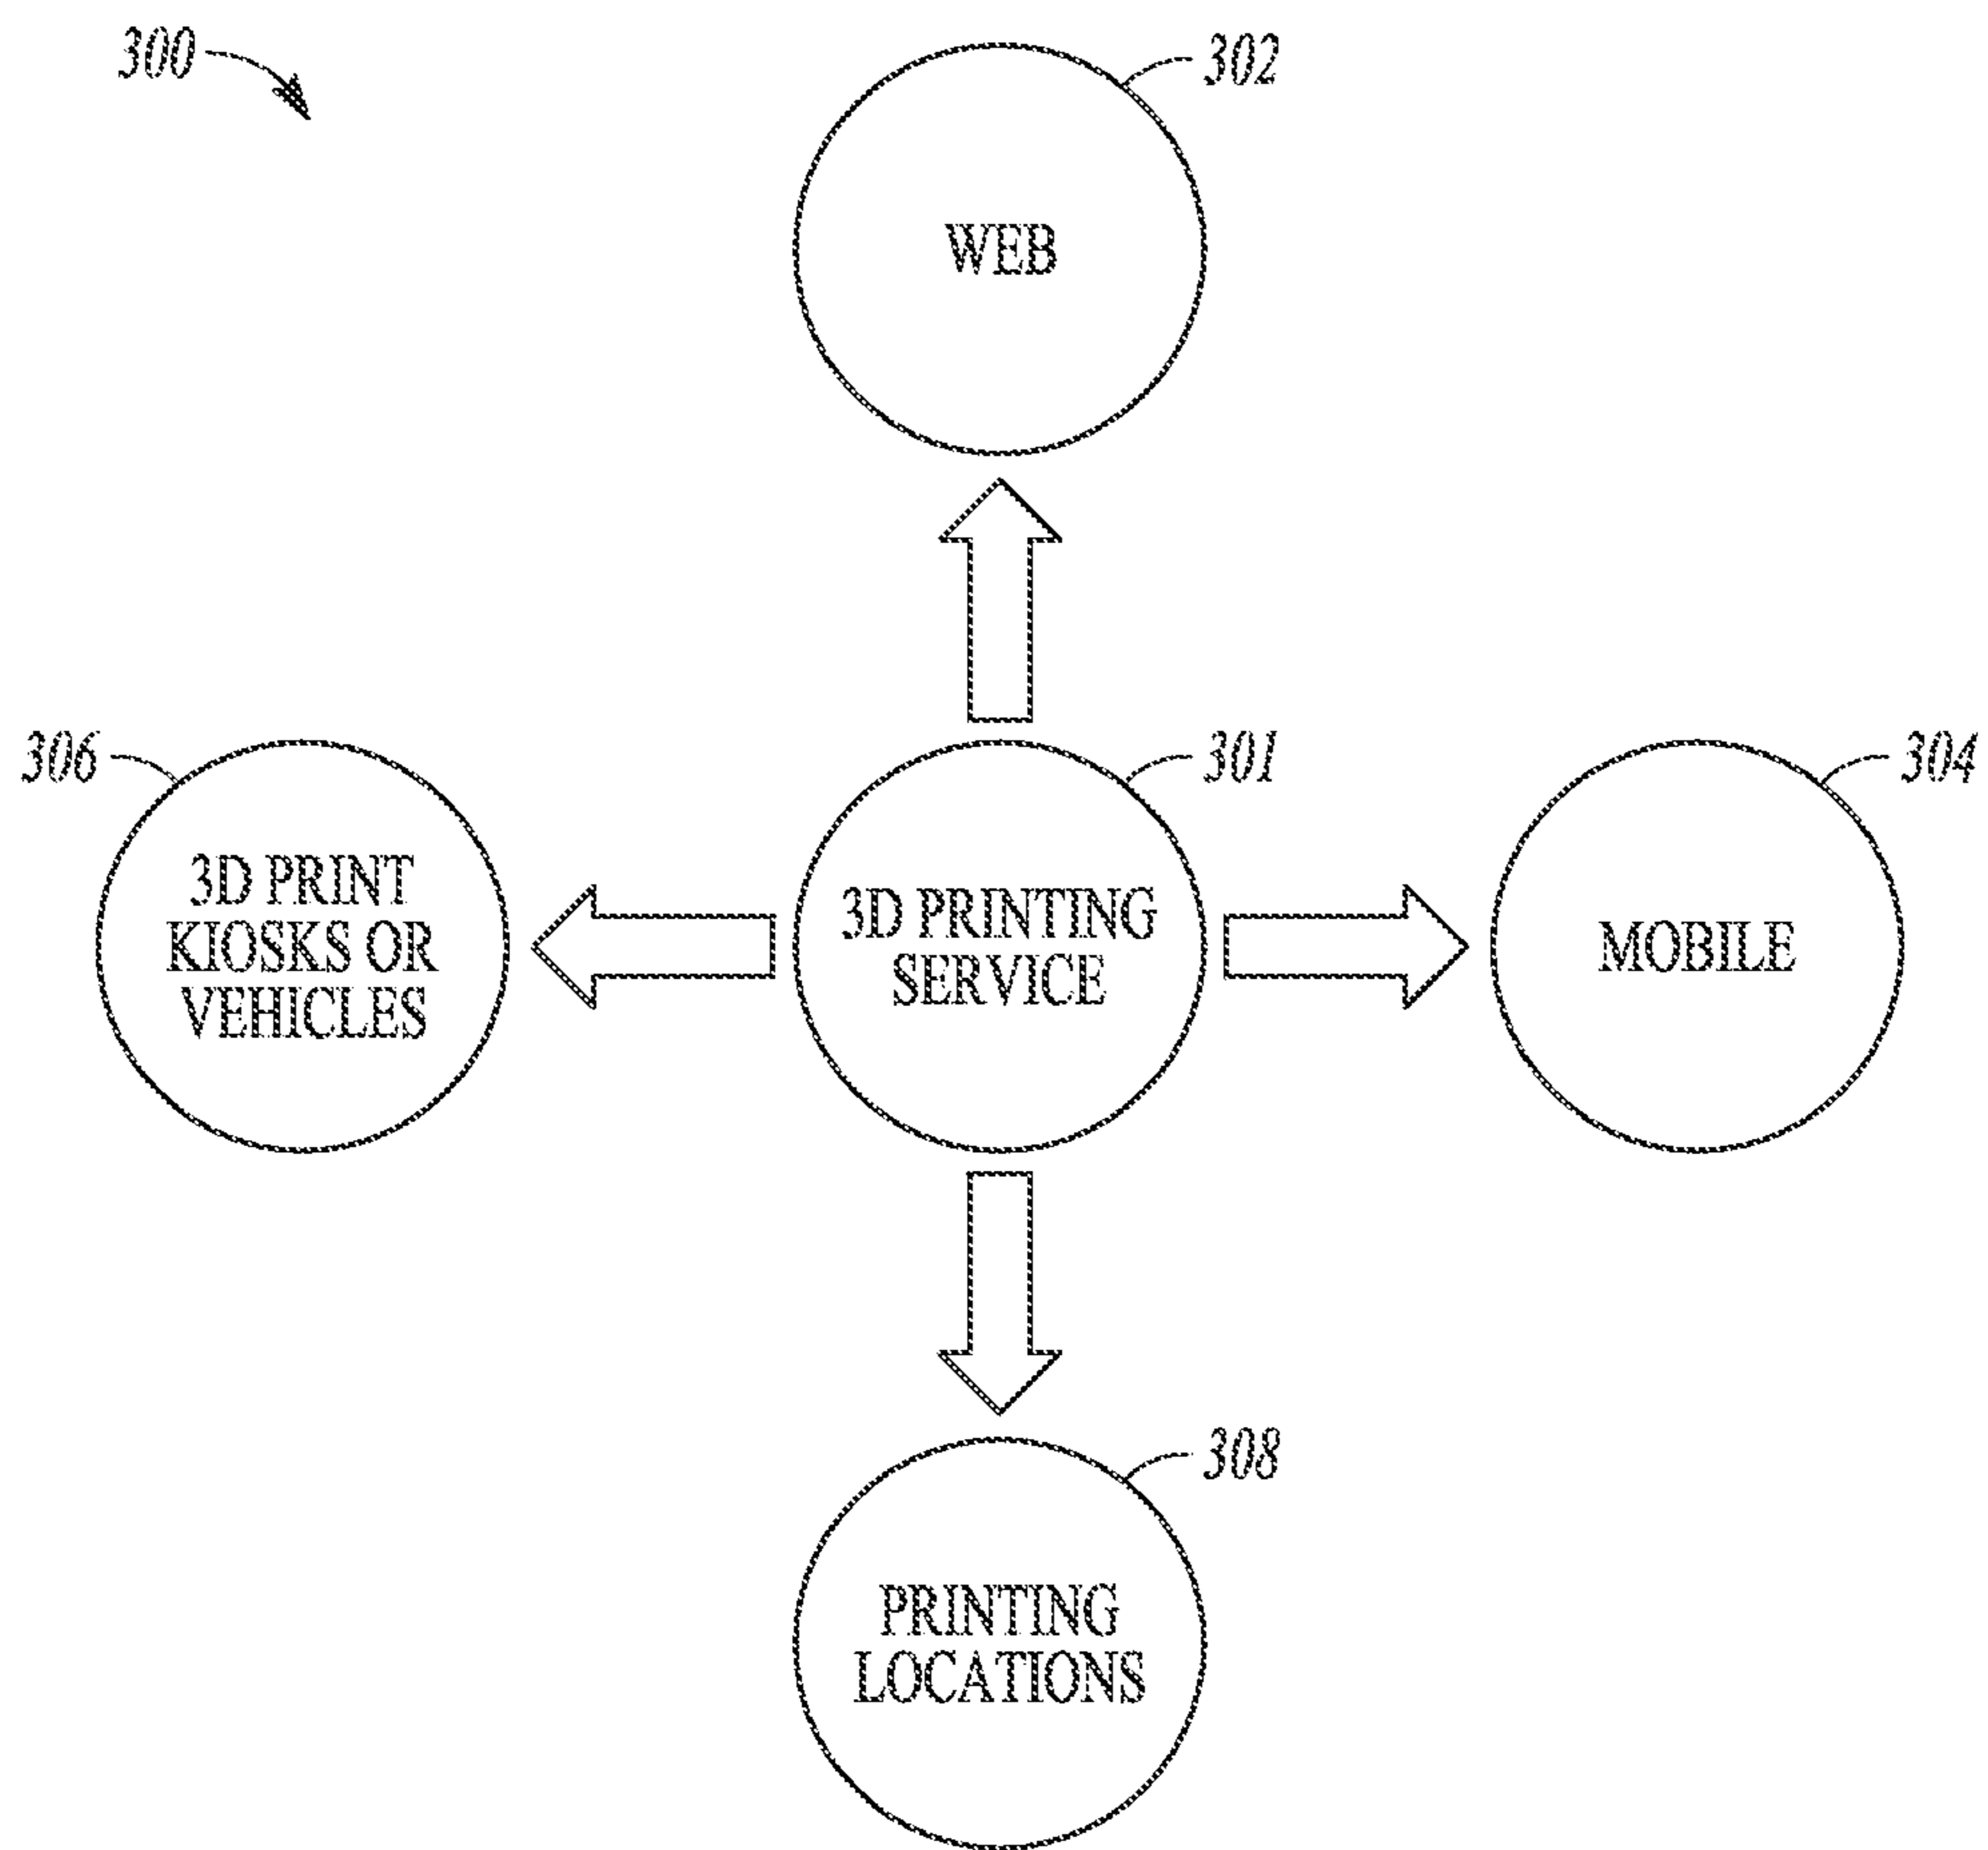 300
302
WEB
306
301
304
3D PRINT
KIOSKS OR
VEHICLES
3D PRINTING
SERVICE
MOBILE
308
PRINTING
LOCATIONS